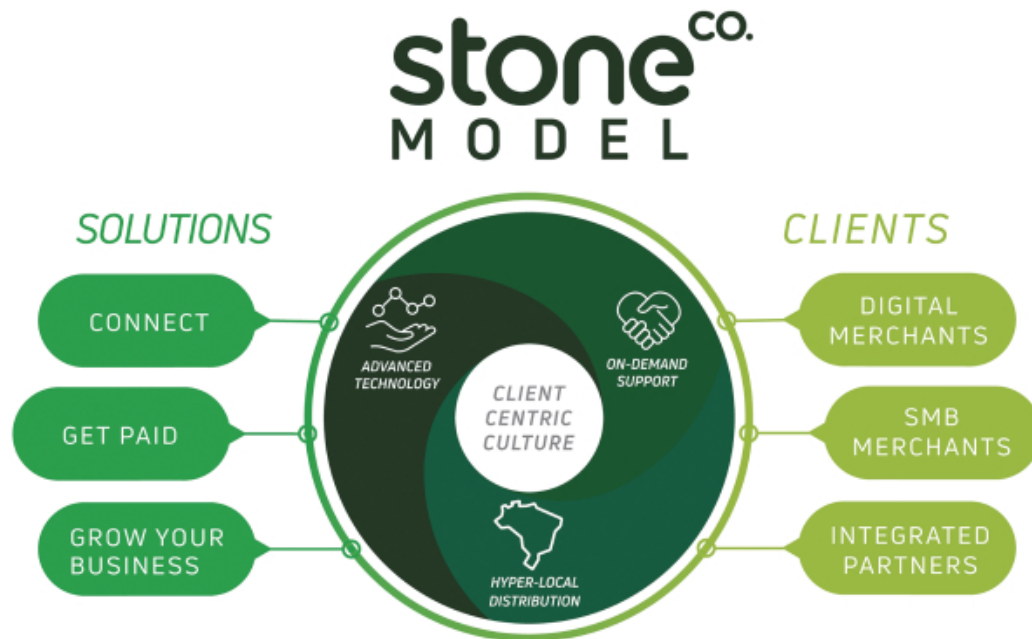 stone CO.
MODEL
SOLUTIONS
CONNECT
GET PAID
GROW YOUR
BUSINESS
ADVANCED
TECHNOLOGY
ON-DEMAND
SUPPORT
CLIENT
CENTRIC
CULTURE
HYPER-LOCAL
DISTRIBUTION
CLIENTS
DIGITAL
MERCHANTS
SMB
MERCHANTS
INTEGRATED
PARTNERS